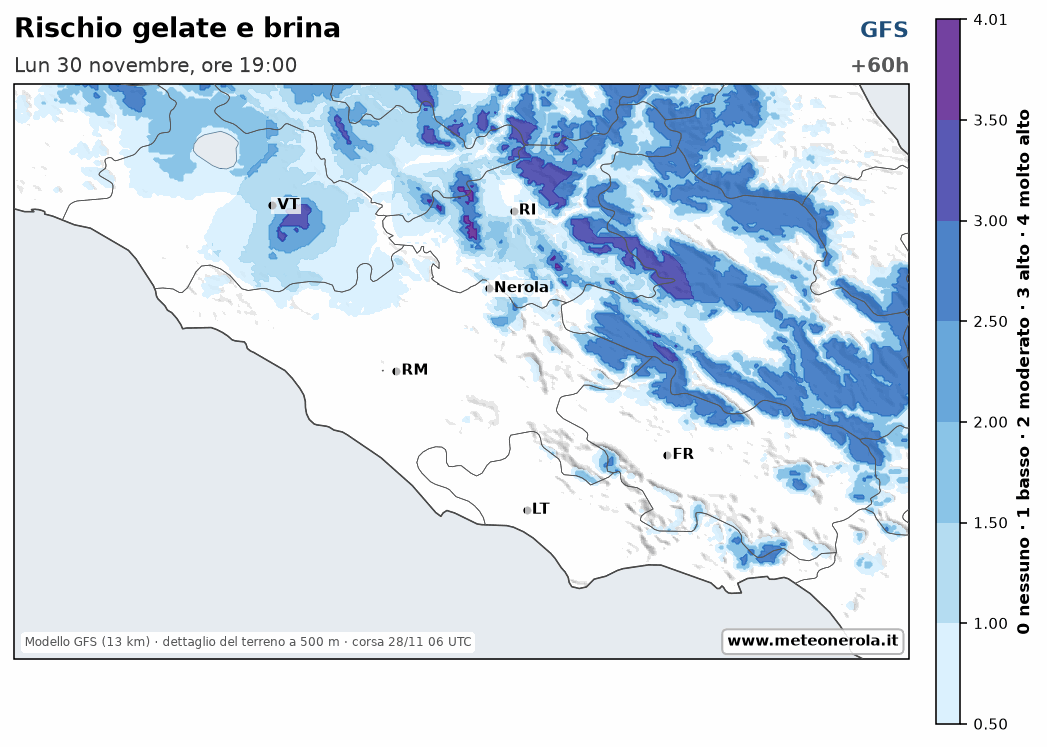 Rischio gelate e brina
GFS
Lun 30 novembre, ore 19:00
+60h
VT
RI
Nerola
RM
FR
LT
Modello GFS (13 km) · dettaglio del terreno a 500 m · corsa 28/11 06 UTC
www.meteonerola.it
4.01
3.50
3.00
2.50
2.00
1.50
1.00
0.50
0 nessuno · 1 basso · 2 moderato · 3 alto · 4 molto alto